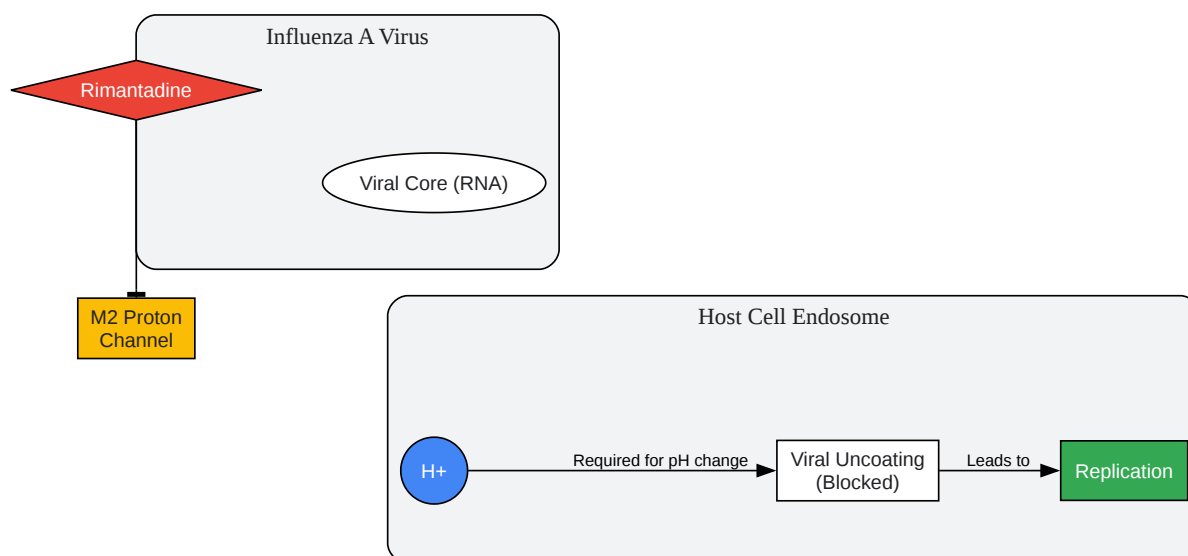 Influenza A Virus
Rimantadine
Viral Core (RNA)
M2 Proton
Channel
Host Cell Endosome
H+
Required for pH change
Viral Uncoating
(Blocked)
Leads to
Replication